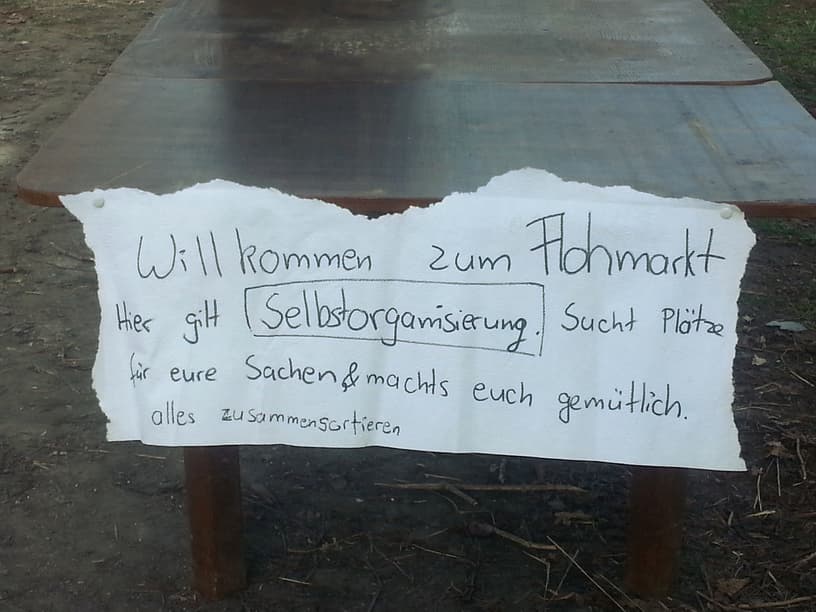 Willkommen zum Flohmarkt
Hier gilt Selbstorganisierung. Sucht Plätze
für eure Sachen & machts euch gemütlich.
alles zusammensortieren